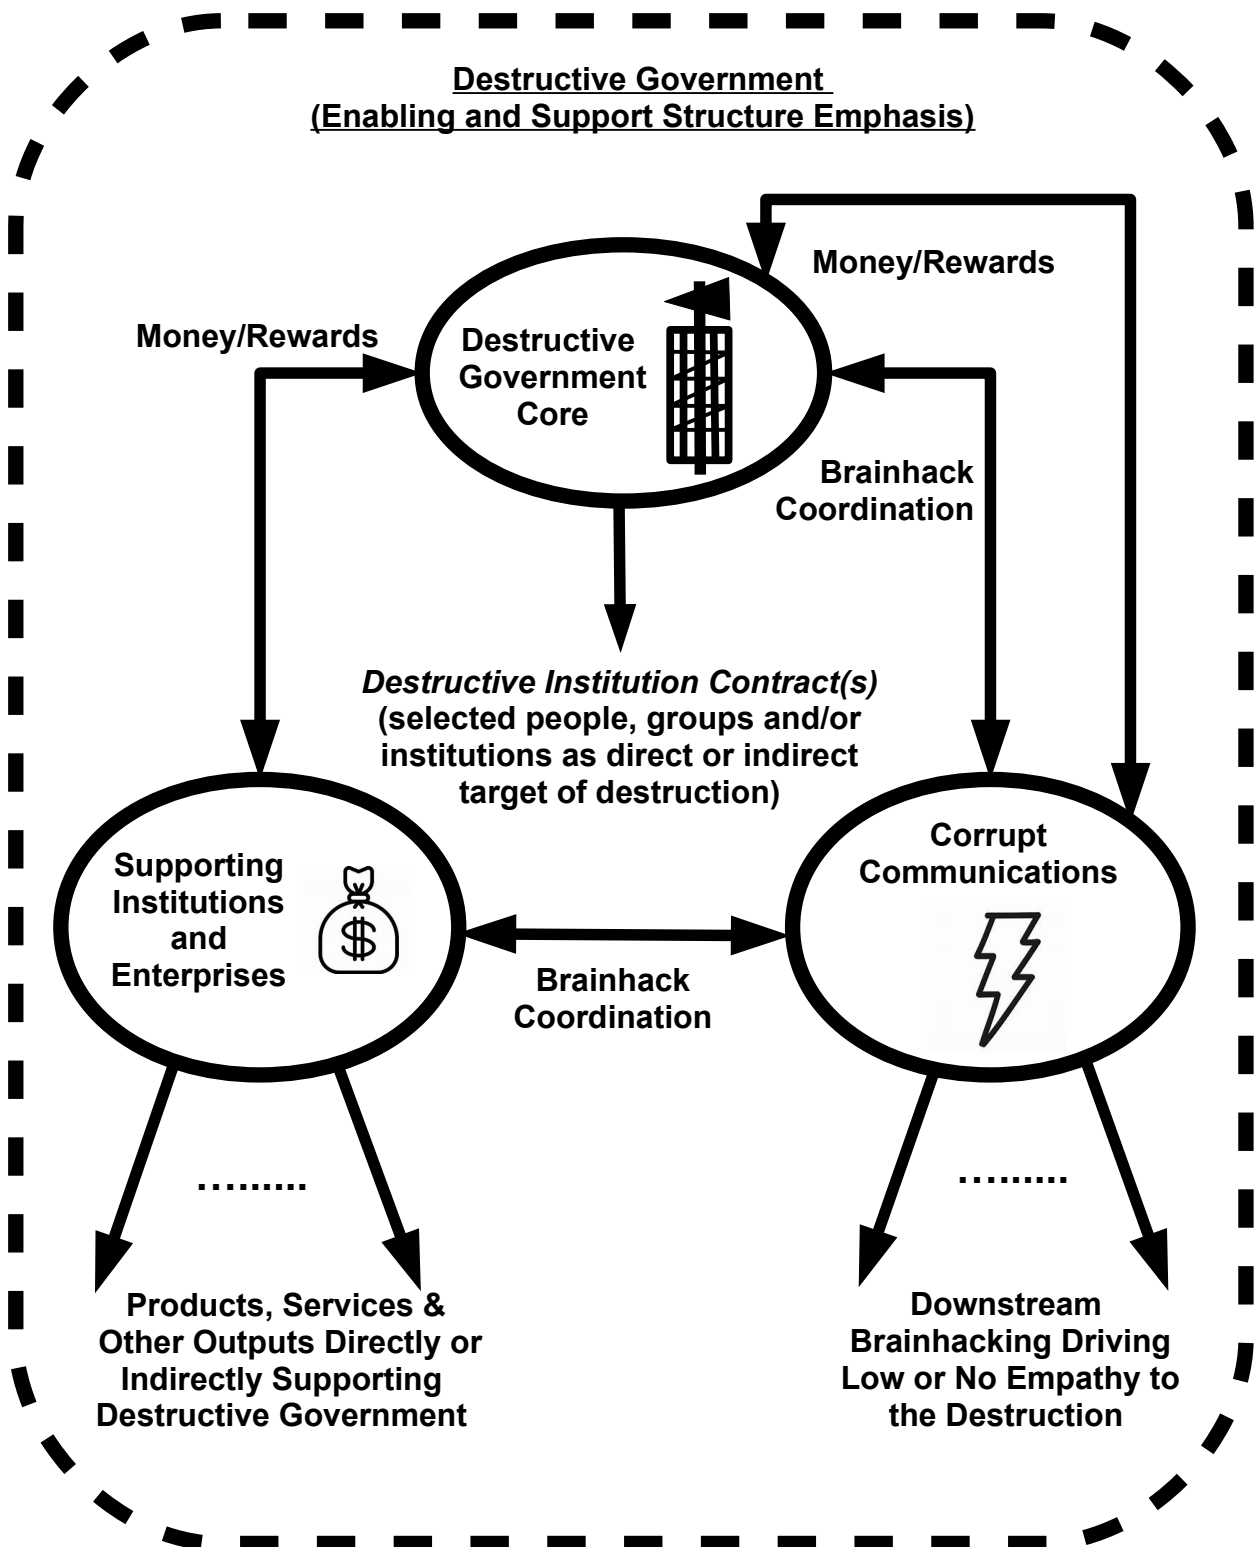 Destructive Government
(Enabling and Support Structure Emphasis)
Money/Rewards
Money/Rewards
Destructive
Government
Core
Brainhack
Coordination
Destructive Institution Contract(s)
(selected people, groups and/or
institutions as direct or indirect
target of destruction)
Supporting
Institutions
and
Enterprises
$
Corrupt
Communications
Brainhack
Coordination
….......
….......
Products, Services &
Other Outputs Directly or
Indirectly Supporting
Destructive Government
Downstream
Brainhacking Driving
Low or No Empathy to
the Destruction